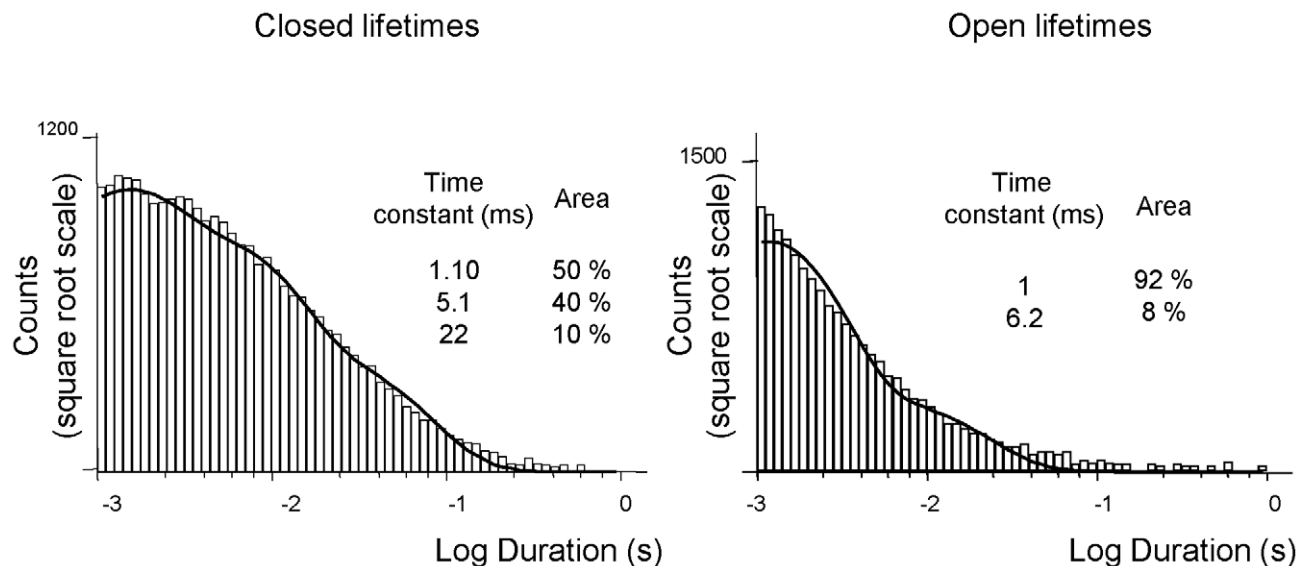 Closed lifetimes
1200
Counts
(square root scale)
Time
constant (ms)
Area
1.10 50 %
5.1 40 %
22 10 %
-3 -2 -1 0
Log Duration (s)
Open lifetimes
1500
Counts
(square root scale)
Time
constant (ms)
Area
1 92 %
6.2 8 %
-3 -2 -1 0
Log Duration (s)